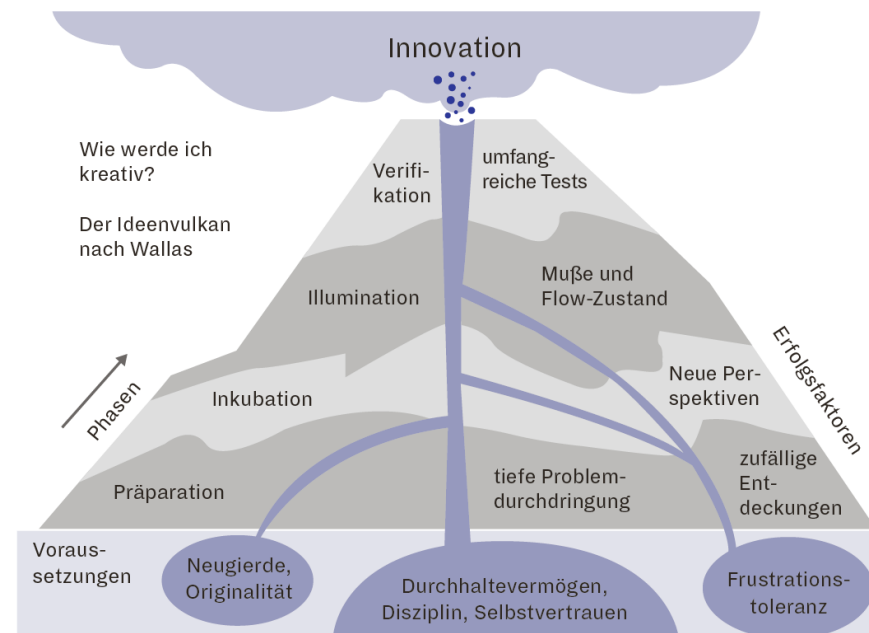 Innovation
Wie werde ich
kreativ?
Der Ideenvulkan
nach Wallas
Verifi-
kation
umfang-
reiche Tests
Illumination
Muße und
Flow-Zustand
Phasen
Erfolgsfaktoren
Inkubation
Neue Per-
spektiven
Präparation
tiefe Problem-
durchdringung
zufällige
Ent-
deckungen
Voraus-
setzungen
Neugierde,
Originalität
Durchhaltevermögen,
Disziplin, Selbstvertrauen
Frustrations-
toleranz